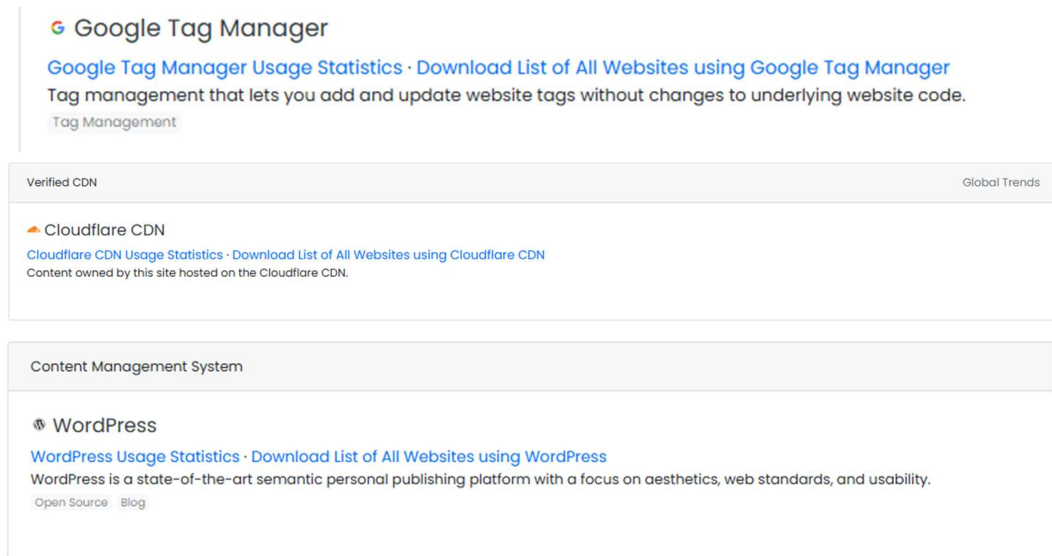 Google Tag Manager
Google Tag Manager Usage Statistics · Download List of All Websites using Google Tag Manager
Tag management that lets you add and update website tags without changes to underlying website code.
Tag Management
Verified CDN Global Trends
Cloudflare CDN
Cloudflare CDN Usage Statistics · Download List of All Websites using Cloudflare CDN
Content owned by this site hosted on the Cloudflare CDN.
Content Management System
WordPress
WordPress Usage Statistics · Download List of All Websites using WordPress
WordPress is a state-of-the-art semantic personal publishing platform with a focus on aesthetics, web standards, and usability.
Open Source Blog